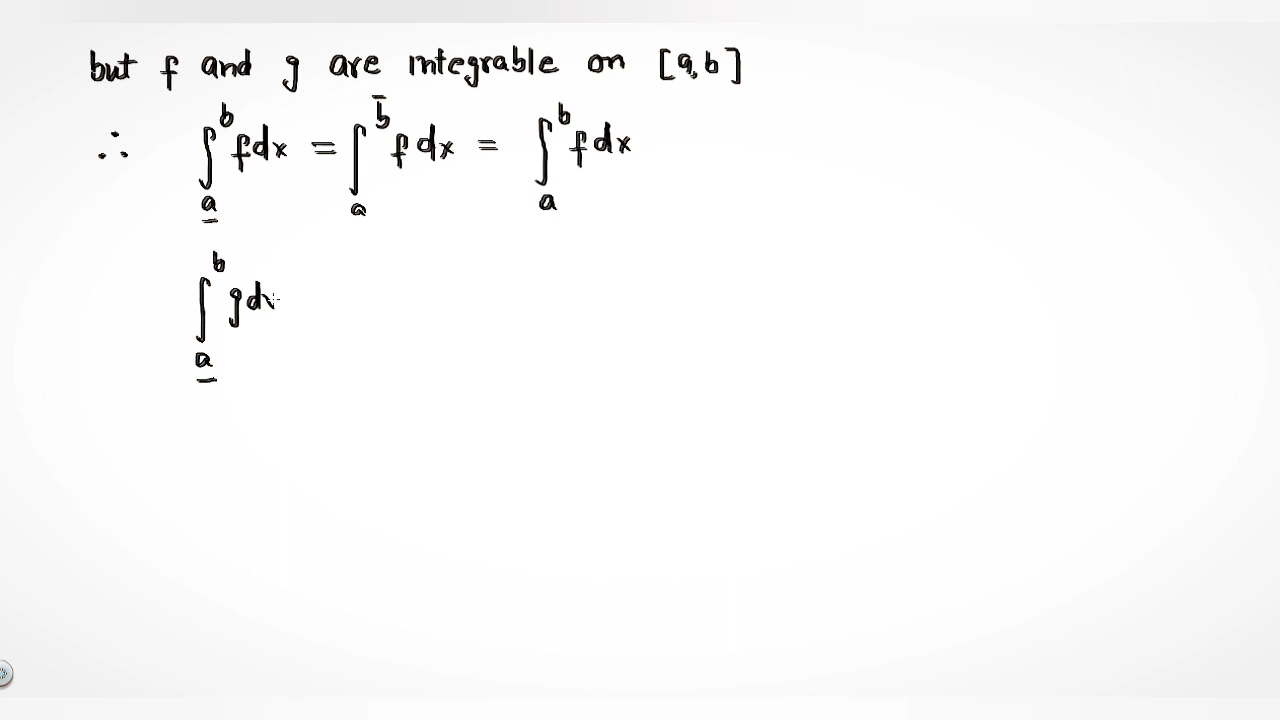 but f and g are integrable on [a, b]
∴ ∫_a̲^b f dx = ∫_a^b̄ f dx = ∫_a^b f dx
∫_a̲^b g dx